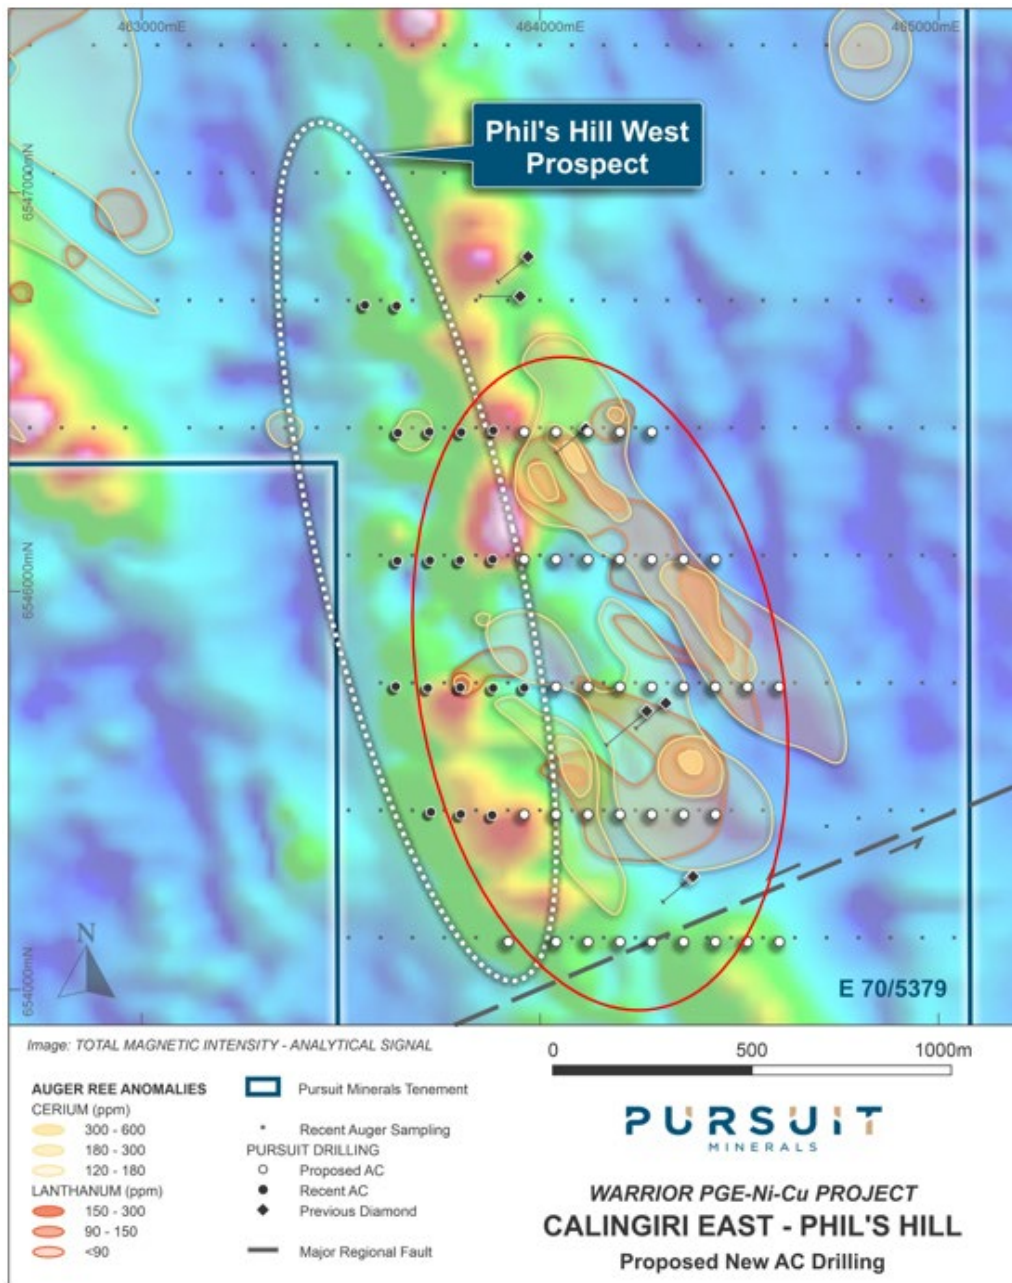 463000mE
464000mE
465000mE
Phil's Hill West
Prospect
6547000mN
6546000mN
654000mN
N
E 70/5379
Image: TOTAL MAGNETIC INTENSITY - ANALYTICAL SIGNAL
0 500 1000m
AUGER REE ANOMALIES
CERIUM (ppm)
300 - 600
180 - 300
120 - 180
LANTHANUM (ppm)
150 - 300
90 - 150
<90
Pursuit Minerals Tenement
Recent Auger Sampling
PURSUIT DRILLING
Proposed AC
Recent AC
Previous Diamond
Major Regional Fault
PURSUIT
MINERALS
WARRIOR PGE-Ni-Cu PROJECT
CALINGIRI EAST - PHIL'S HILL
Proposed New AC Drilling